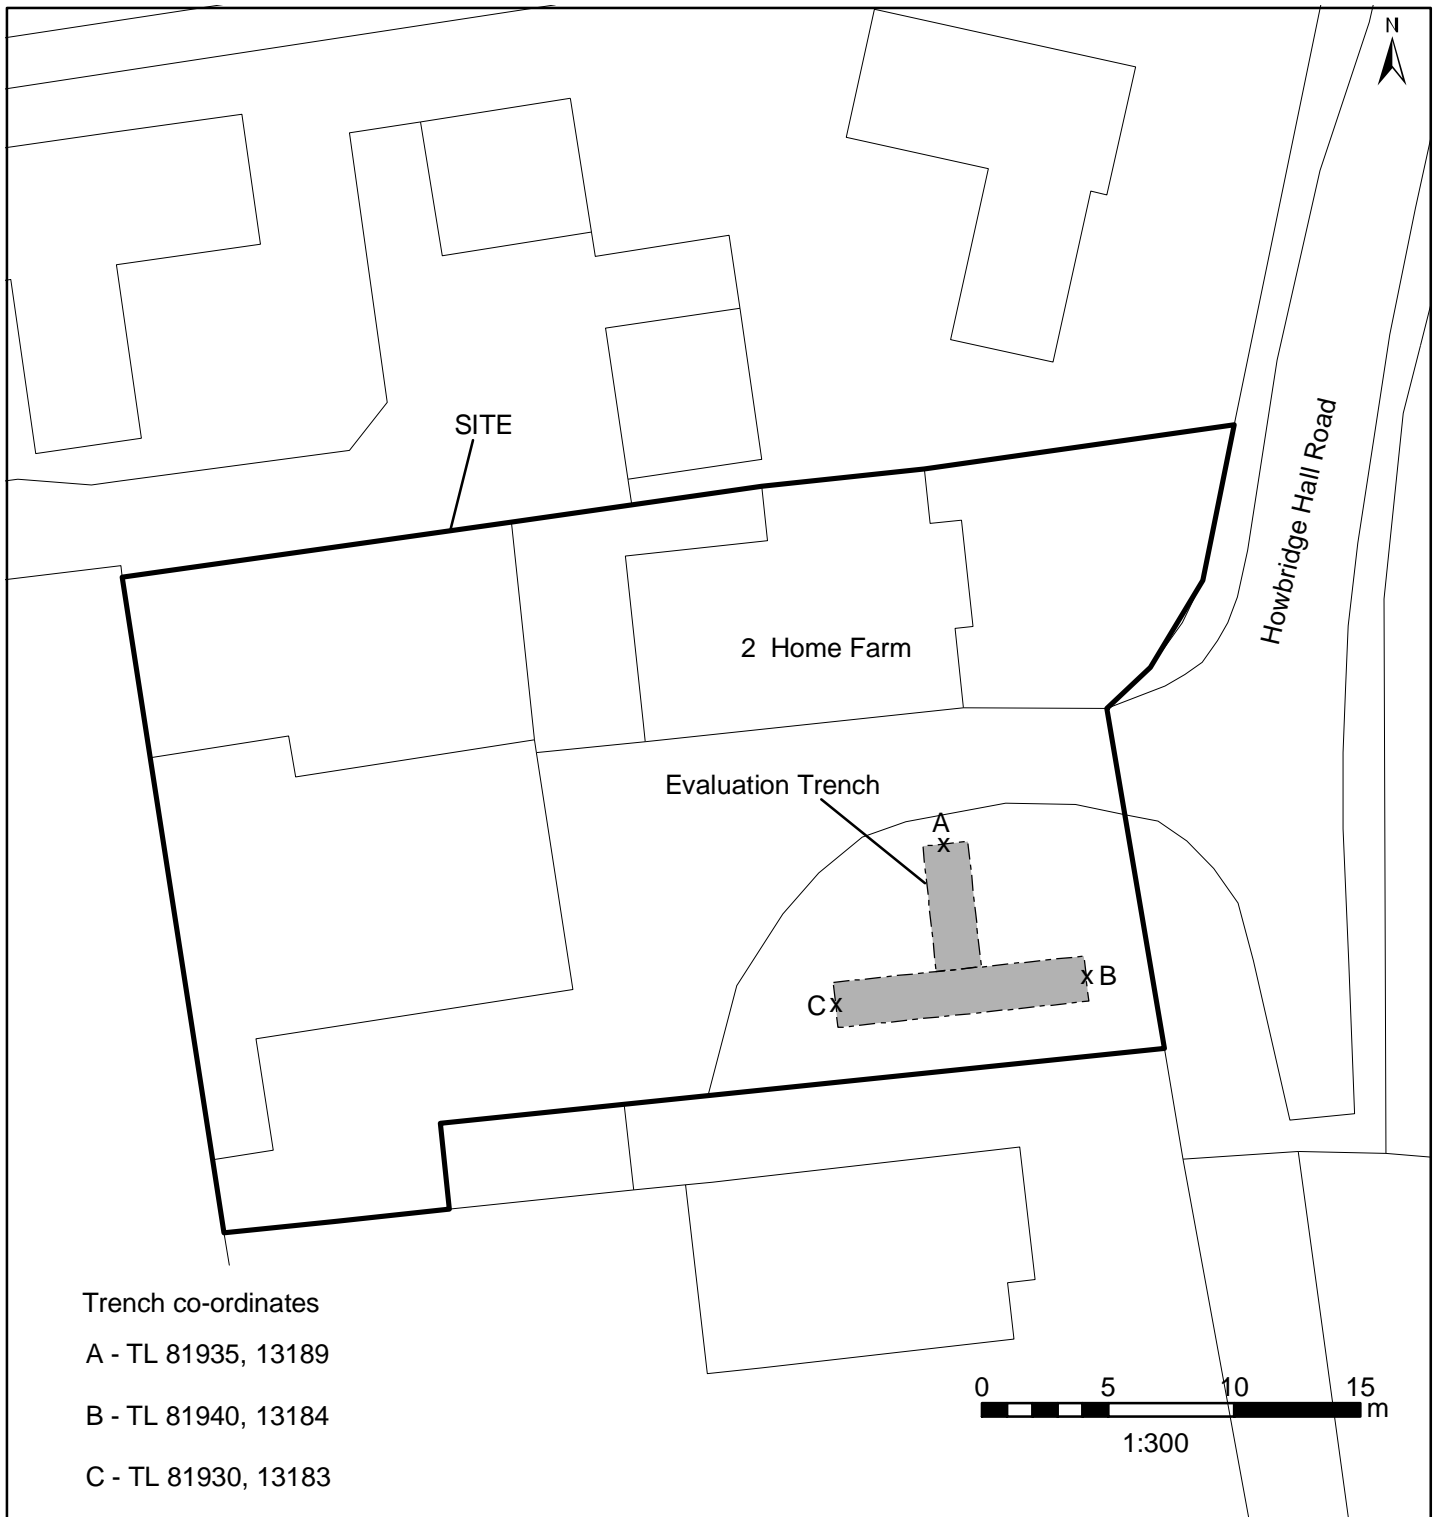 N
SITE
Howbridge Hall Road
2 Home Farm
Evaluation Trench
A
x
x B
C x
Trench co-ordinates
A - TL 81935, 13189
B - TL 81940, 13184
C - TL 81930, 13183
0 5 10 15
m
1:300